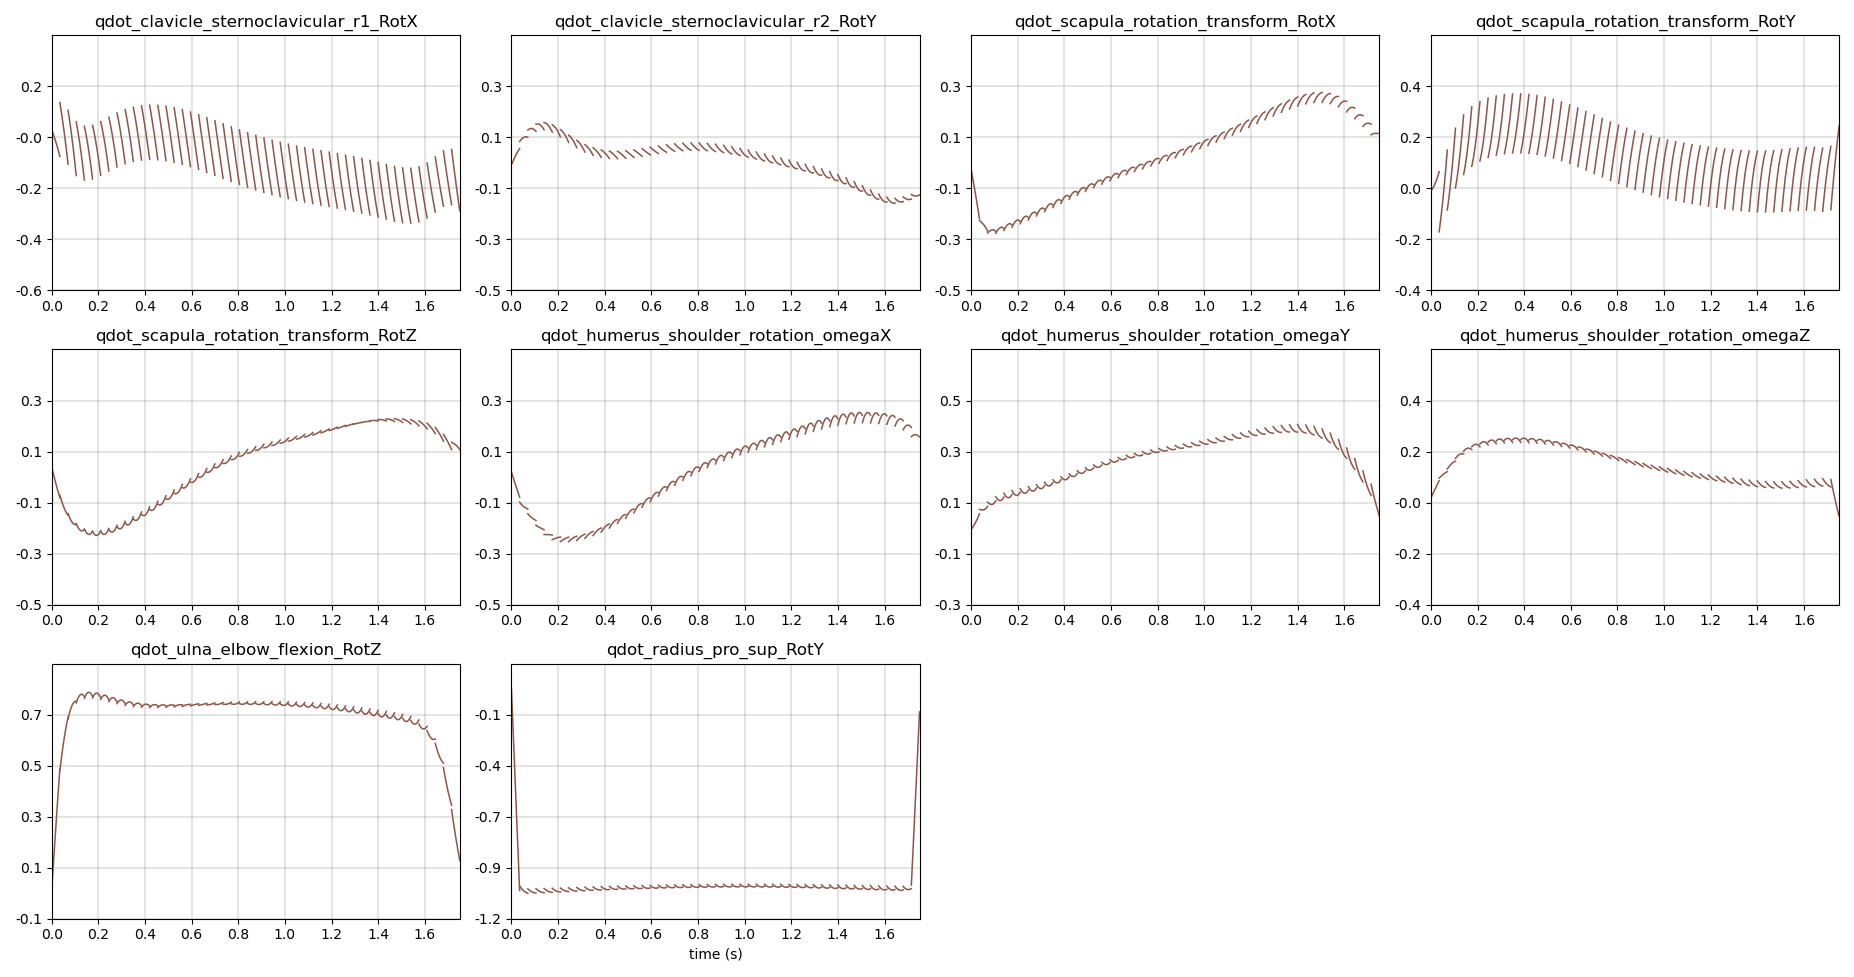 qdot_clavicle_sternoclavicular_r1_RotX
qdot_clavicle_sternoclavicular_r2_RotY
qdot_scapula_rotation_transform_RotX
qdot_scapula_rotation_transform_RotY
0.2
-0.0
-0.2
-0.4
-0.6
0.0 0.2 0.4 0.6 0.8 1.0 1.2 1.4 1.6
0.3
0.1
-0.1
-0.3
-0.5
0.0 0.2 0.4 0.6 0.8 1.0 1.2 1.4 1.6
0.3
0.1
-0.1
-0.3
-0.5
0.0 0.2 0.4 0.6 0.8 1.0 1.2 1.4 1.6
0.4
0.2
0.0
-0.2
-0.4
0.0 0.2 0.4 0.6 0.8 1.0 1.2 1.4 1.6
qdot_scapula_rotation_transform_RotZ
qdot_humerus_shoulder_rotation_omegaX
qdot_humerus_shoulder_rotation_omegaY
qdot_humerus_shoulder_rotation_omegaZ
0.3
0.1
-0.1
-0.3
-0.5
0.0 0.2 0.4 0.6 0.8 1.0 1.2 1.4 1.6
0.3
0.1
-0.1
-0.3
-0.5
0.0 0.2 0.4 0.6 0.8 1.0 1.2 1.4 1.6
0.5
0.3
0.1
-0.1
-0.3
0.0 0.2 0.4 0.6 0.8 1.0 1.2 1.4 1.6
0.4
0.2
-0.0
-0.2
-0.4
0.0 0.2 0.4 0.6 0.8 1.0 1.2 1.4 1.6
qdot_ulna_elbow_flexion_RotZ
qdot_radius_pro_sup_RotY
0.7
0.5
0.3
0.1
-0.1
0.0 0.2 0.4 0.6 0.8 1.0 1.2 1.4 1.6
-0.1
-0.4
-0.7
-0.9
-1.2
0.0 0.2 0.4 0.6 0.8 1.0 1.2 1.4 1.6
time (s)